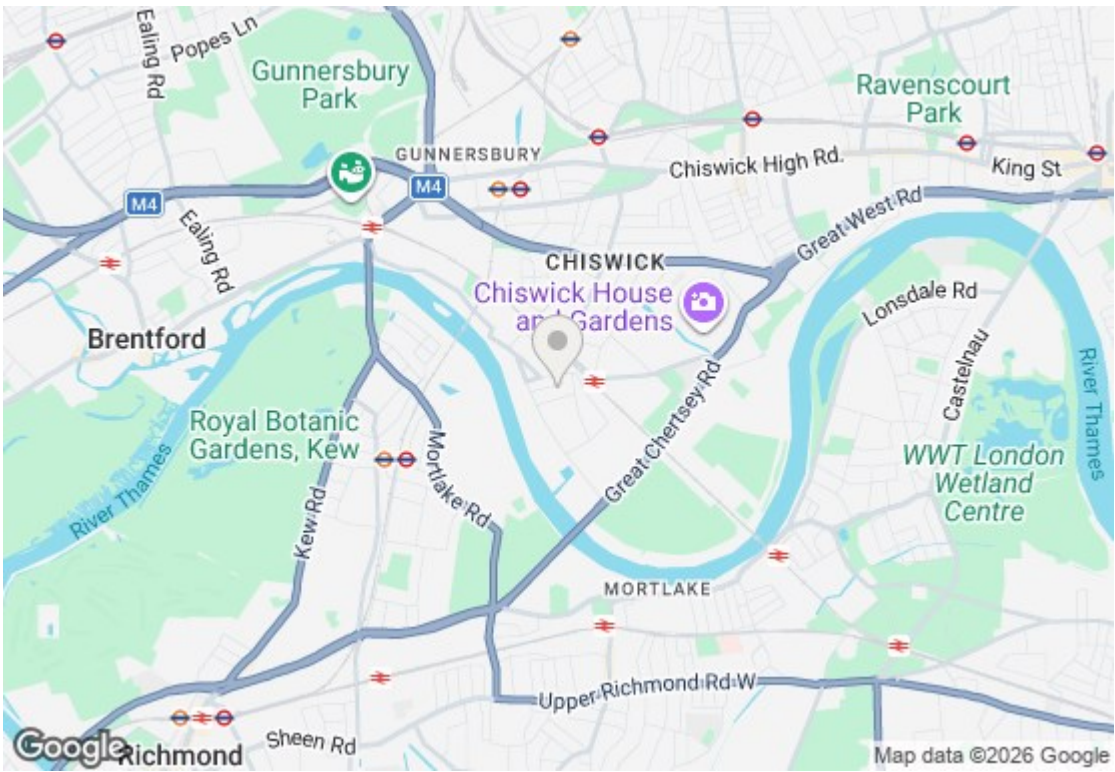 Popes Ln
Ealing Rd
Gunnersbury
Park
Ravenscourt
Park
GUNNERSBURY
Chiswick High Rd.
King St
M4
M4
Ealing Rd
Great West Rd
CHISWICK
Chiswick House
and Gardens
Lonsdale Rd
Brentford
Castelnau
River Thames
Great Chertsey Rd
Royal Botanic
Gardens, Kew
Mortlake Rd
River Thames
Kew Rd
WWT London
Wetland
Centre
MORTLAKE
Upper Richmond Rd W
Sheen Rd
Richmond
Google
Map data ©2026 Google